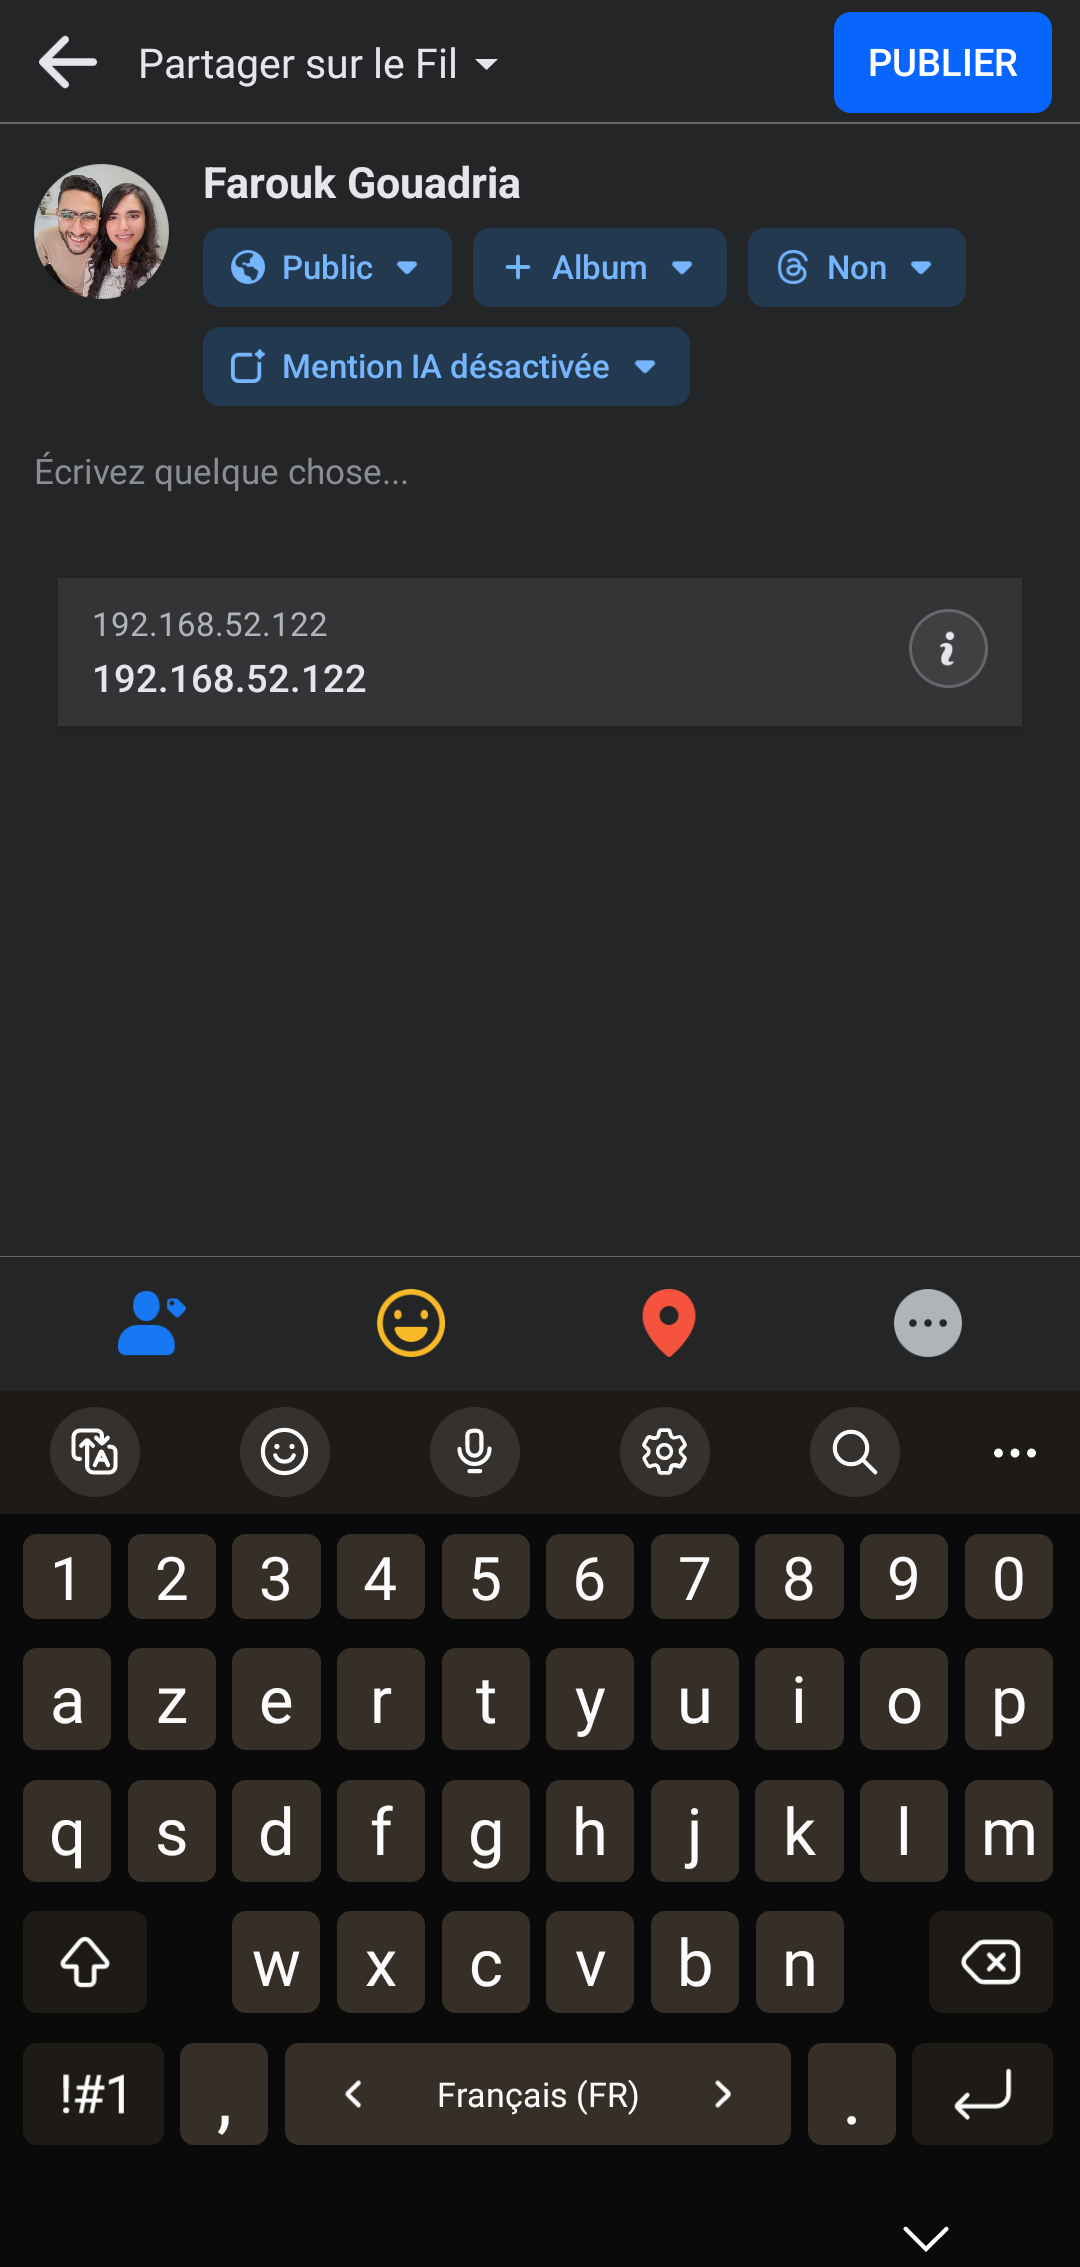 Partager sur le Fil
PUBLIER
Farouk Gouadria
Public
+ Album
Non
Mention IA désactivée
Écrivez quelque chose...
192.168.52.122
192.168.52.122
1 2 3 4 5 6 7 8 9 0
a z e r t y u i o p
q s d f g h j k l m
w x c v b n
!#1 , < Français (FR) > .